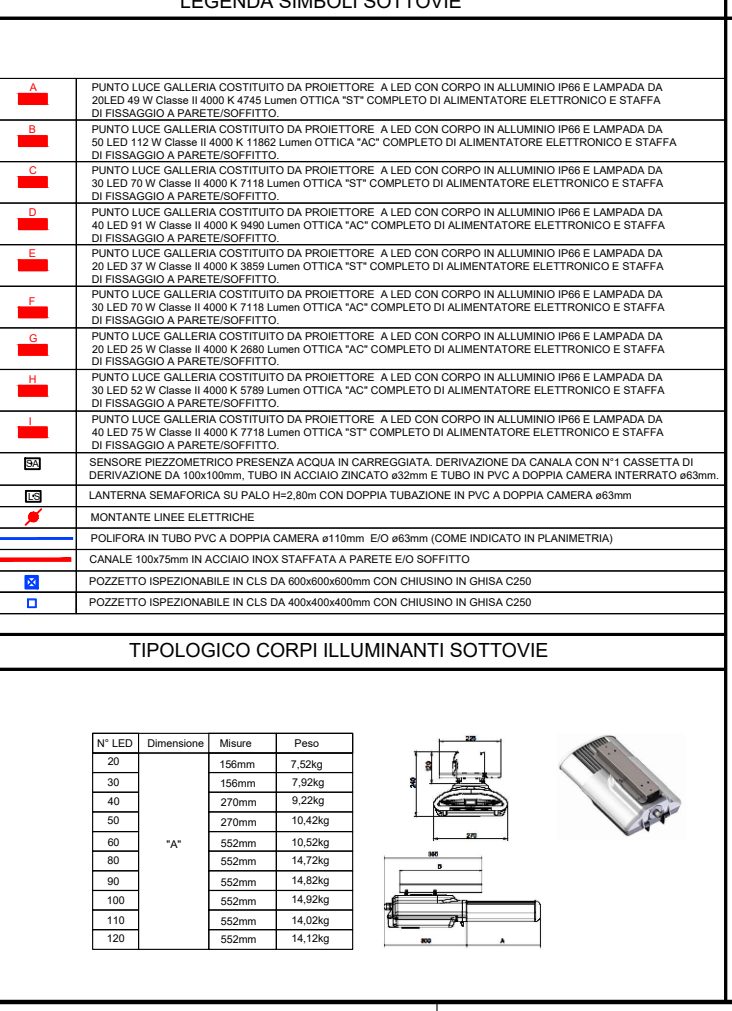 LEGENDA SIMBOLI SOTTOVIE
A
PUNTO LUCE GALLERIA COSTITUITO DA PROIETTORE A LED CON CORPO IN ALLUMINIO IP66 E LAMPADA DA
20LED 49 W Classe II 4000 K 4745 Lumen OTTICA "ST" COMPLETO DI ALIMENTATORE ELETTRONICO E STAFFA
DI FISSAGGIO A PARETE/SOFFITTO.
B
PUNTO LUCE GALLERIA COSTITUITO DA PROIETTORE A LED CON CORPO IN ALLUMINIO IP66 E LAMPADA DA
50 LED 112 W Classe II 4000 K 11862 Lumen OTTICA "AC" COMPLETO DI ALIMENTATORE ELETTRONICO E STAFFA
DI FISSAGGIO A PARETE/SOFFITTO.
C
PUNTO LUCE GALLERIA COSTITUITO DA PROIETTORE A LED CON CORPO IN ALLUMINIO IP66 E LAMPADA DA
30 LED 70 W Classe II 4000 K 7118 Lumen OTTICA "ST" COMPLETO DI ALIMENTATORE ELETTRONICO E STAFFA
DI FISSAGGIO A PARETE/SOFFITTO.
D
PUNTO LUCE GALLERIA COSTITUITO DA PROIETTORE A LED CON CORPO IN ALLUMINIO IP66 E LAMPADA DA
40 LED 91 W Classe II 4000 K 9490 Lumen OTTICA "AC" COMPLETO DI ALIMENTATORE ELETTRONICO E STAFFA
DI FISSAGGIO A PARETE/SOFFITTO.
E
PUNTO LUCE GALLERIA COSTITUITO DA PROIETTORE A LED CON CORPO IN ALLUMINIO IP66 E LAMPADA DA
20 LED 37 W Classe II 4000 K 3859 Lumen OTTICA "ST" COMPLETO DI ALIMENTATORE ELETTRONICO E STAFFA
DI FISSAGGIO A PARETE/SOFFITTO.
F
PUNTO LUCE GALLERIA COSTITUITO DA PROIETTORE A LED CON CORPO IN ALLUMINIO IP66 E LAMPADA DA
30 LED 70 W Classe II 4000 K 7118 Lumen OTTICA "AC" COMPLETO DI ALIMENTATORE ELETTRONICO E STAFFA
DI FISSAGGIO A PARETE/SOFFITTO.
G
PUNTO LUCE GALLERIA COSTITUITO DA PROIETTORE A LED CON CORPO IN ALLUMINIO IP66 E LAMPADA DA
20 LED 25 W Classe II 4000 K 2680 Lumen OTTICA "AC" COMPLETO DI ALIMENTATORE ELETTRONICO E STAFFA
DI FISSAGGIO A PARETE/SOFFITTO.
H
PUNTO LUCE GALLERIA COSTITUITO DA PROIETTORE A LED CON CORPO IN ALLUMINIO IP66 E LAMPADA DA
30 LED 52 W Classe II 4000 K 5789 Lumen OTTICA "AC" COMPLETO DI ALIMENTATORE ELETTRONICO E STAFFA
DI FISSAGGIO A PARETE/SOFFITTO.
I
PUNTO LUCE GALLERIA COSTITUITO DA PROIETTORE A LED CON CORPO IN ALLUMINIO IP66 E LAMPADA DA
40 LED 75 W Classe II 4000 K 7718 Lumen OTTICA "ST" COMPLETO DI ALIMENTATORE ELETTRONICO E STAFFA
DI FISSAGGIO A PARETE/SOFFITTO.
SA
SENSORE PIEZZOMETRICO PRESENZA ACQUA IN CARREGGIATA. DERIVAZIONE DA CANALA CON N°1 CASSETTA DI
DERIVAZIONE DA 100x100mm, TUBO IN ACCIAIO ZINCATO ø32mm E TUBO IN PVC A DOPPIA CAMERA INTERRATO ø63mm.
LS
LANTERNA SEMAFORICA SU PALO H=2,80m CON DOPPIA TUBAZIONE IN PVC A DOPPIA CAMERA ø63mm
MONTANTE LINEE ELETTRICHE
POLIFORA IN TUBO PVC A DOPPIA CAMERA ø110mm E/O ø63mm (COME INDICATO IN PLANIMETRIA)
CANALE 100x75mm IN ACCIAIO INOX STAFFATA A PARETE E/O SOFFITTO
POZZETTO ISPEZIONABILE IN CLS DA 600x600x600mm CON CHIUSINO IN GHISA C250
POZZETTO ISPEZIONABILE IN CLS DA 400x400x400mm CON CHIUSINO IN GHISA C250
TIPOLOGICO CORPI ILLUMINANTI SOTTOVIE
N° LED Dimensione Misure Peso
20 156mm 7,52kg
30 156mm 7,92kg
40 270mm 9,22kg
50 270mm 10,42kg
60 "A" 552mm 10,52kg
80 552mm 14,72kg
90 552mm 14,82kg
100 552mm 14,92kg
110 552mm 14,02kg
120 552mm 14,12kg
240
270
A